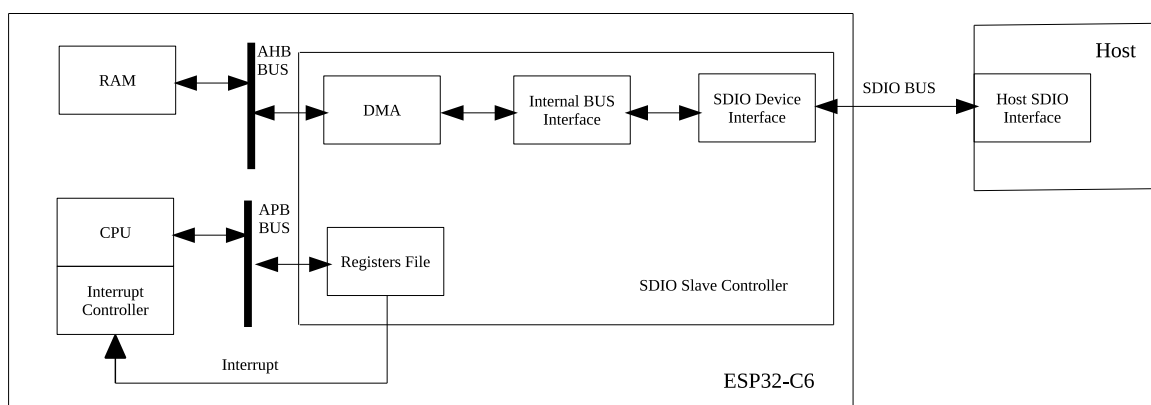 AHB
BUS
RAM
DMA
Internal BUS
Interface
SDIO Device
Interface
SDIO BUS
Host
Host SDIO
Interface
CPU
Interrupt
Controller
APB
BUS
Registers File
SDIO Slave Controller
Interrupt
ESP32-C6